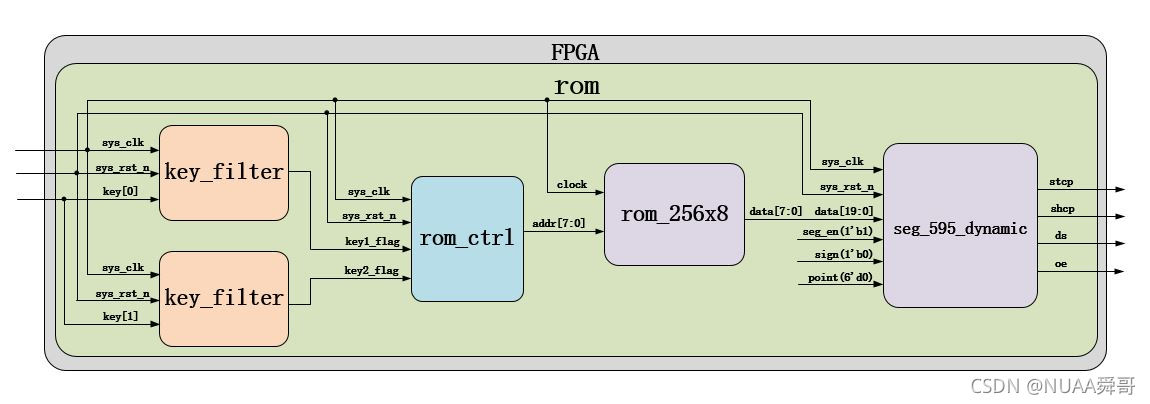 FPGA
rom
sys_clk
sys_rst_n
key[0]
key_filter
sys_clk
sys_rst_n
key[1]
key_filter
sys_clk
sys_rst_n
key1_flag
key2_flag
rom_ctrl
addr[7:0]
clock
rom_256x8
data[7:0]
data[19:0]
sys_clk
sys_rst_n
seg_en(1'b1)
sign(1'b0)
point(6'd0)
seg_595_dynamic
stcp
shcp
ds
oe
CSDN @NUAA舜哥